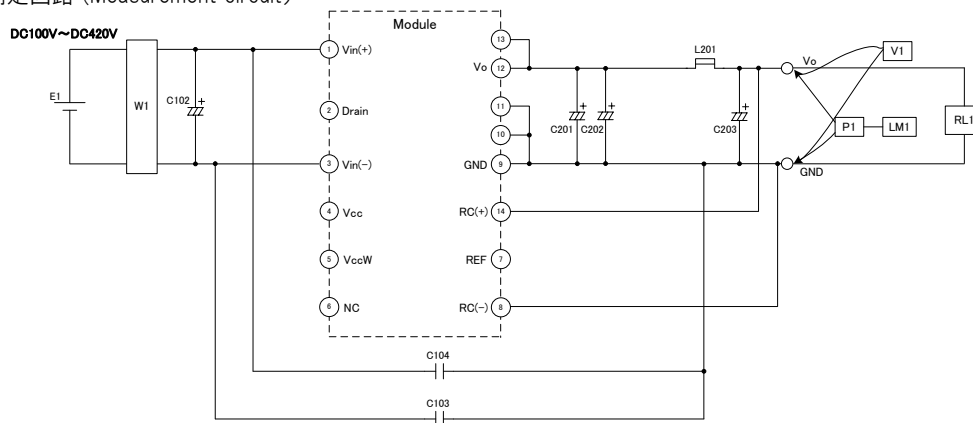 (Measurement circuit)
DC100V～DC420V
Module
E1
W1
C102
1 Vin(+)
2 Drain
3 Vin(-)
4 Vcc
5 VccW
6 NC
13
Vo 12
11
10
GND 9
RC(+) 14
REF 7
RC(-) 8
C201
C202
L201
C203
Vo
GND
V1
P1
LM1
RL1
C104
C103